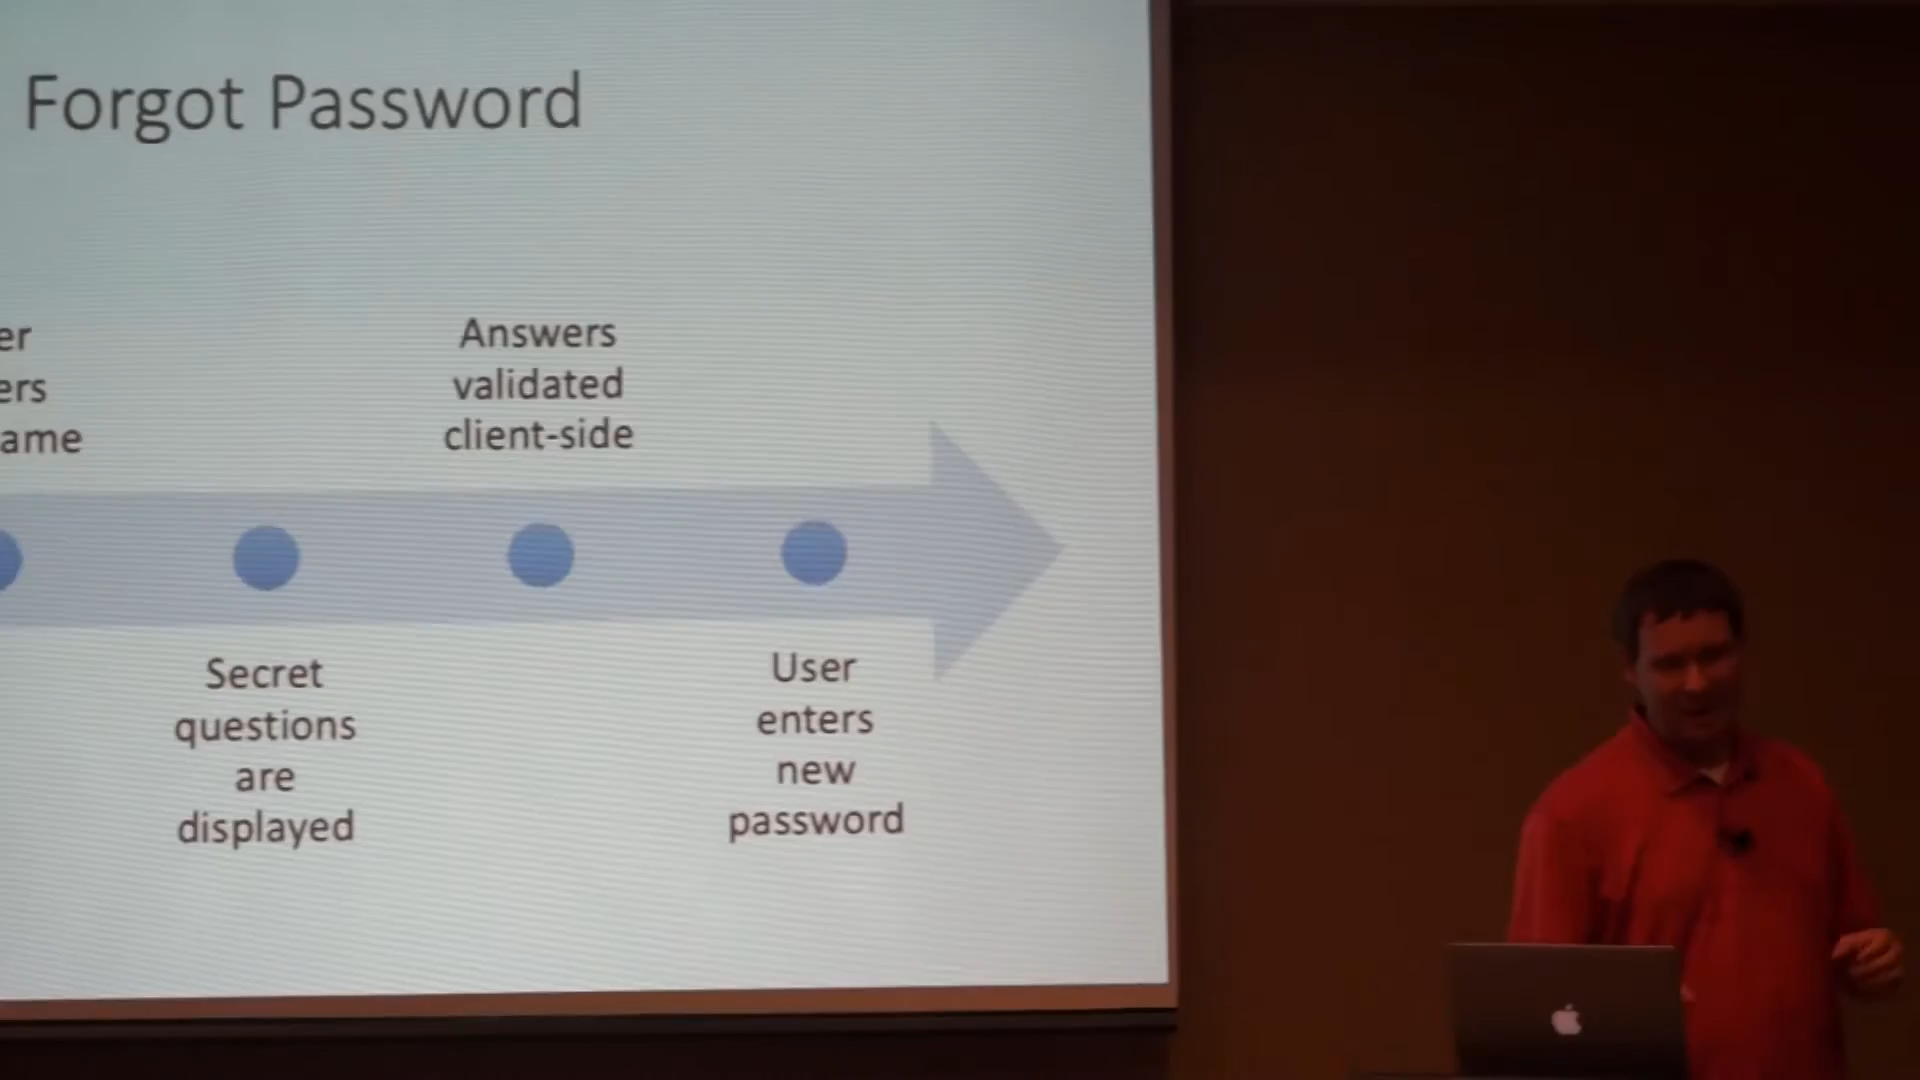 Forgot Password
er
ers
ame
Secret
questions
are
displayed
Answers
validated
client-side
User
enters
new
password